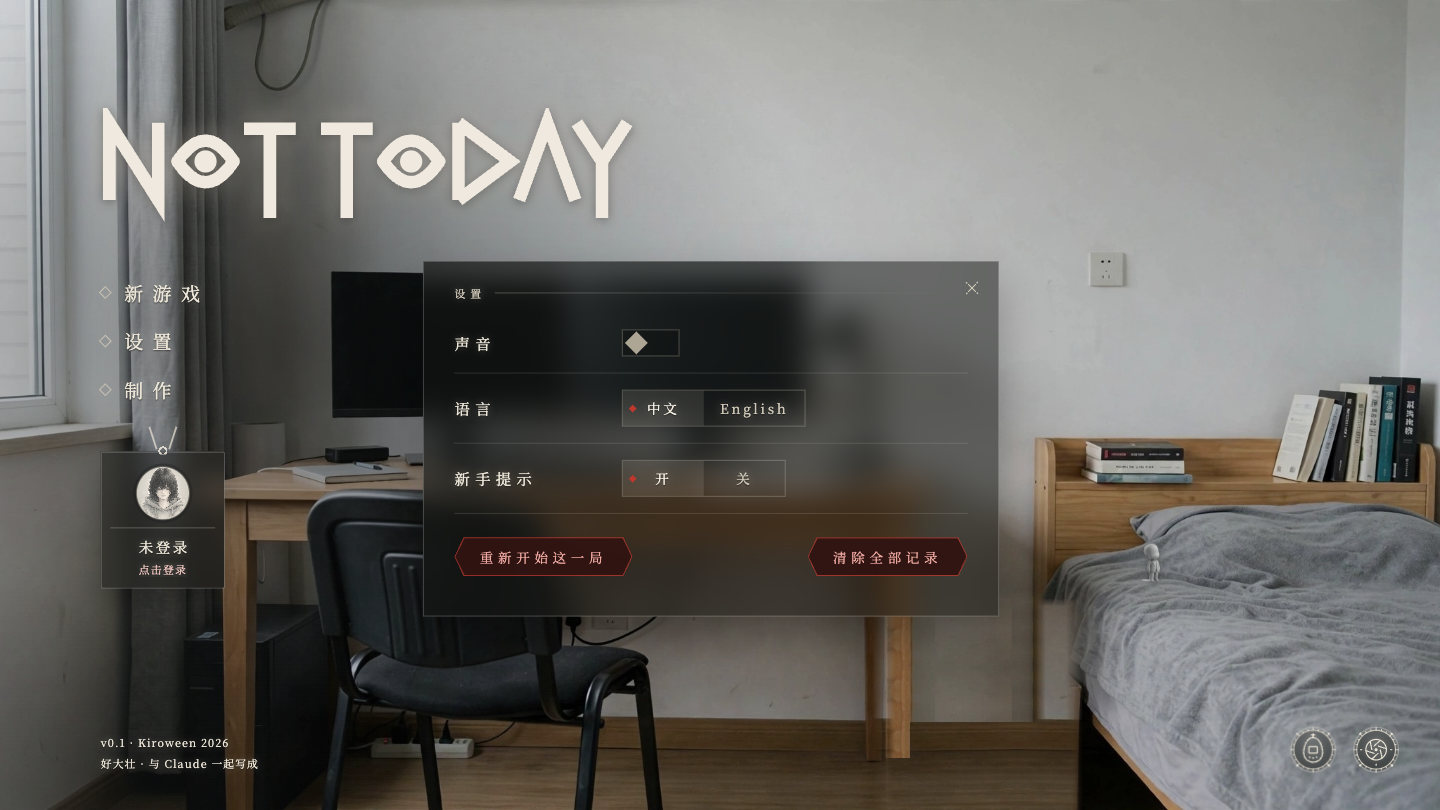 NOT TODAY
新游戏
设置
制作
未登录
点击登录
设置
声音
语言
中文 English
新手提示
开 关
重新开始这一局 清除全部记录
v0.1 · Kiroween 2026
好大壮 · 与 Claude 一起写成